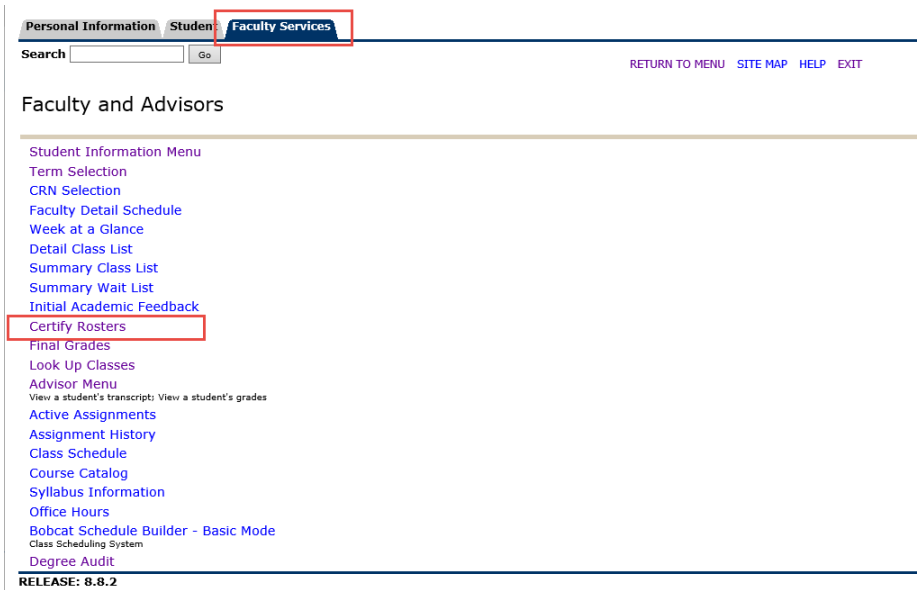 Personal Information Student Faculty Services
Search Go
RETURN TO MENU SITE MAP HELP EXIT
Faculty and Advisors
Student Information Menu
Term Selection
CRN Selection
Faculty Detail Schedule
Week at a Glance
Detail Class List
Summary Class List
Summary Wait List
Initial Academic Feedback
Certify Rosters
Final Grades
Look Up Classes
Advisor Menu
View a student's transcript; View a student's grades
Active Assignments
Assignment History
Class Schedule
Course Catalog
Syllabus Information
Office Hours
Bobcat Schedule Builder - Basic Mode
Class Scheduling System
Degree Audit
RELEASE: 8.8.2